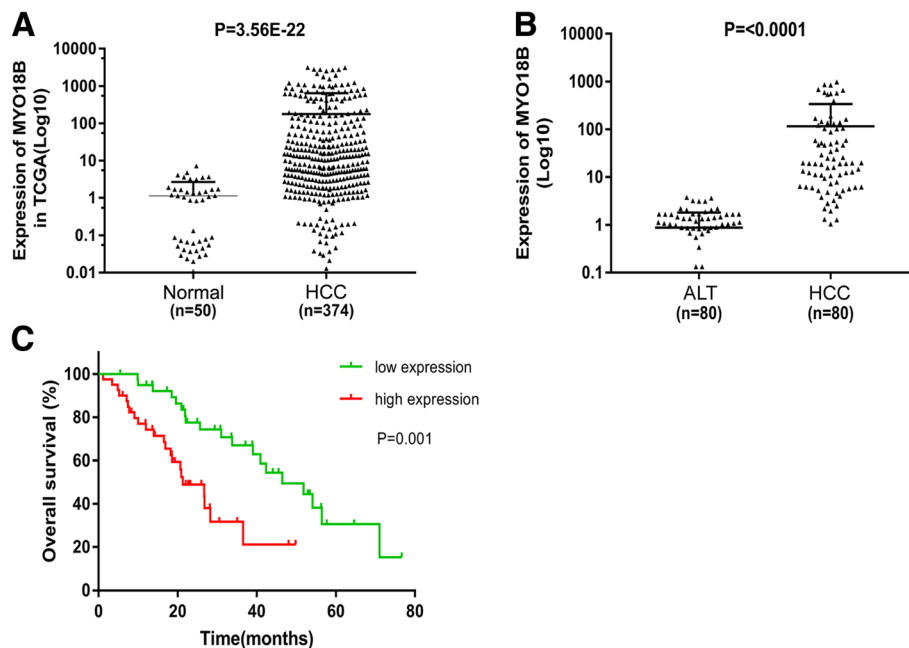 A
P=3.56E-22
Expression of MYO18B
in TCGA(Log10)
10000
1000
100
10
1
0.1
0.01
Normal
(n=50)
HCC
(n=374)
B
P=<0.0001
Expression of MYO18B
(Log10)
10000
1000
100
10
1
0.1
ALT
(n=80)
HCC
(n=80)
C
low expression
high expression
P=0.001
Overall survival (%)
100
80
60
40
20
0
0 20 40 60 80
Time(months)